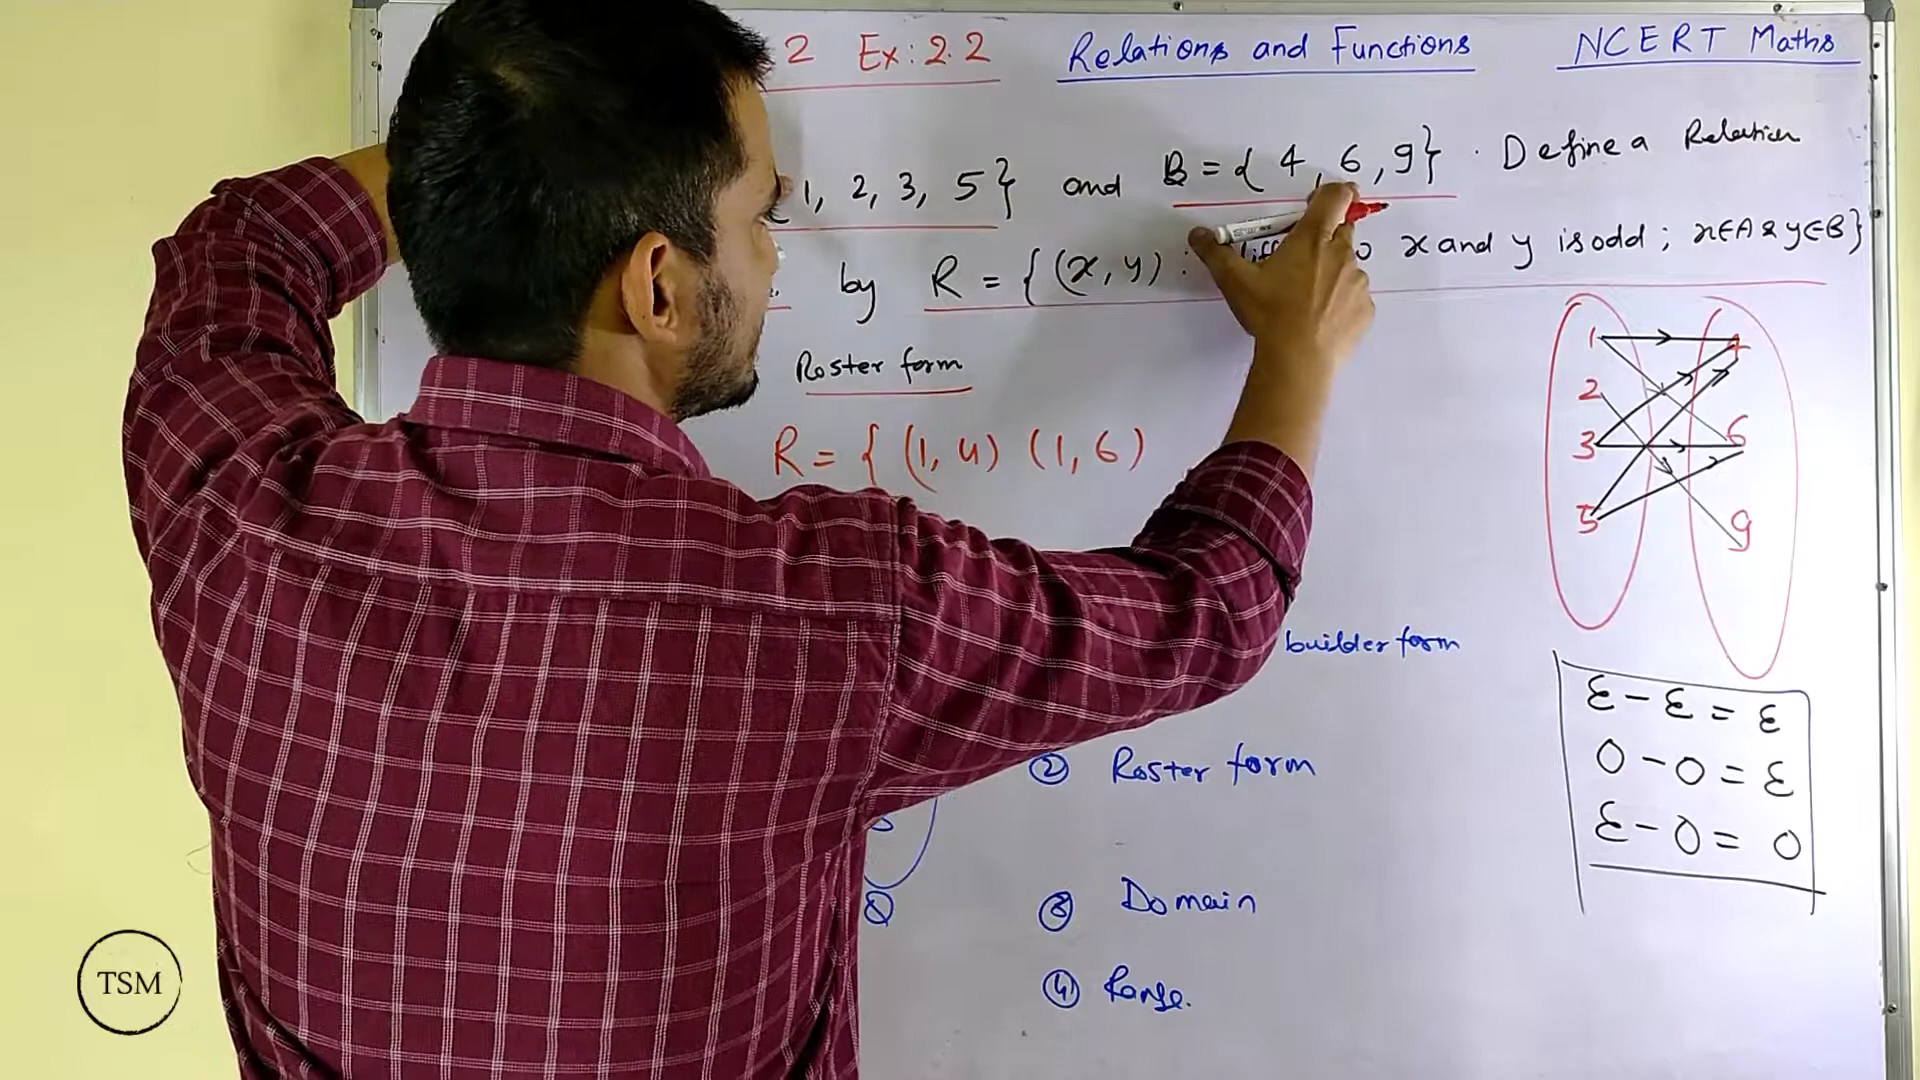 2 Ex: 2.2 Relations and Functions NCERT Maths
1, 2, 3, 5} and B = { 4, 6, 9} . Define a Relation
by R = { (x, y) : x and y is odd ; x∈A & y∈B}
Roster form
R = { (1, 4) (1, 6)
1 4
2
3 6
5 9
builder form
② Roster form
③ Domain
④ Range.
ℰ - ℰ = ℰ
O - O = ℰ
ℰ - O = O
TSM